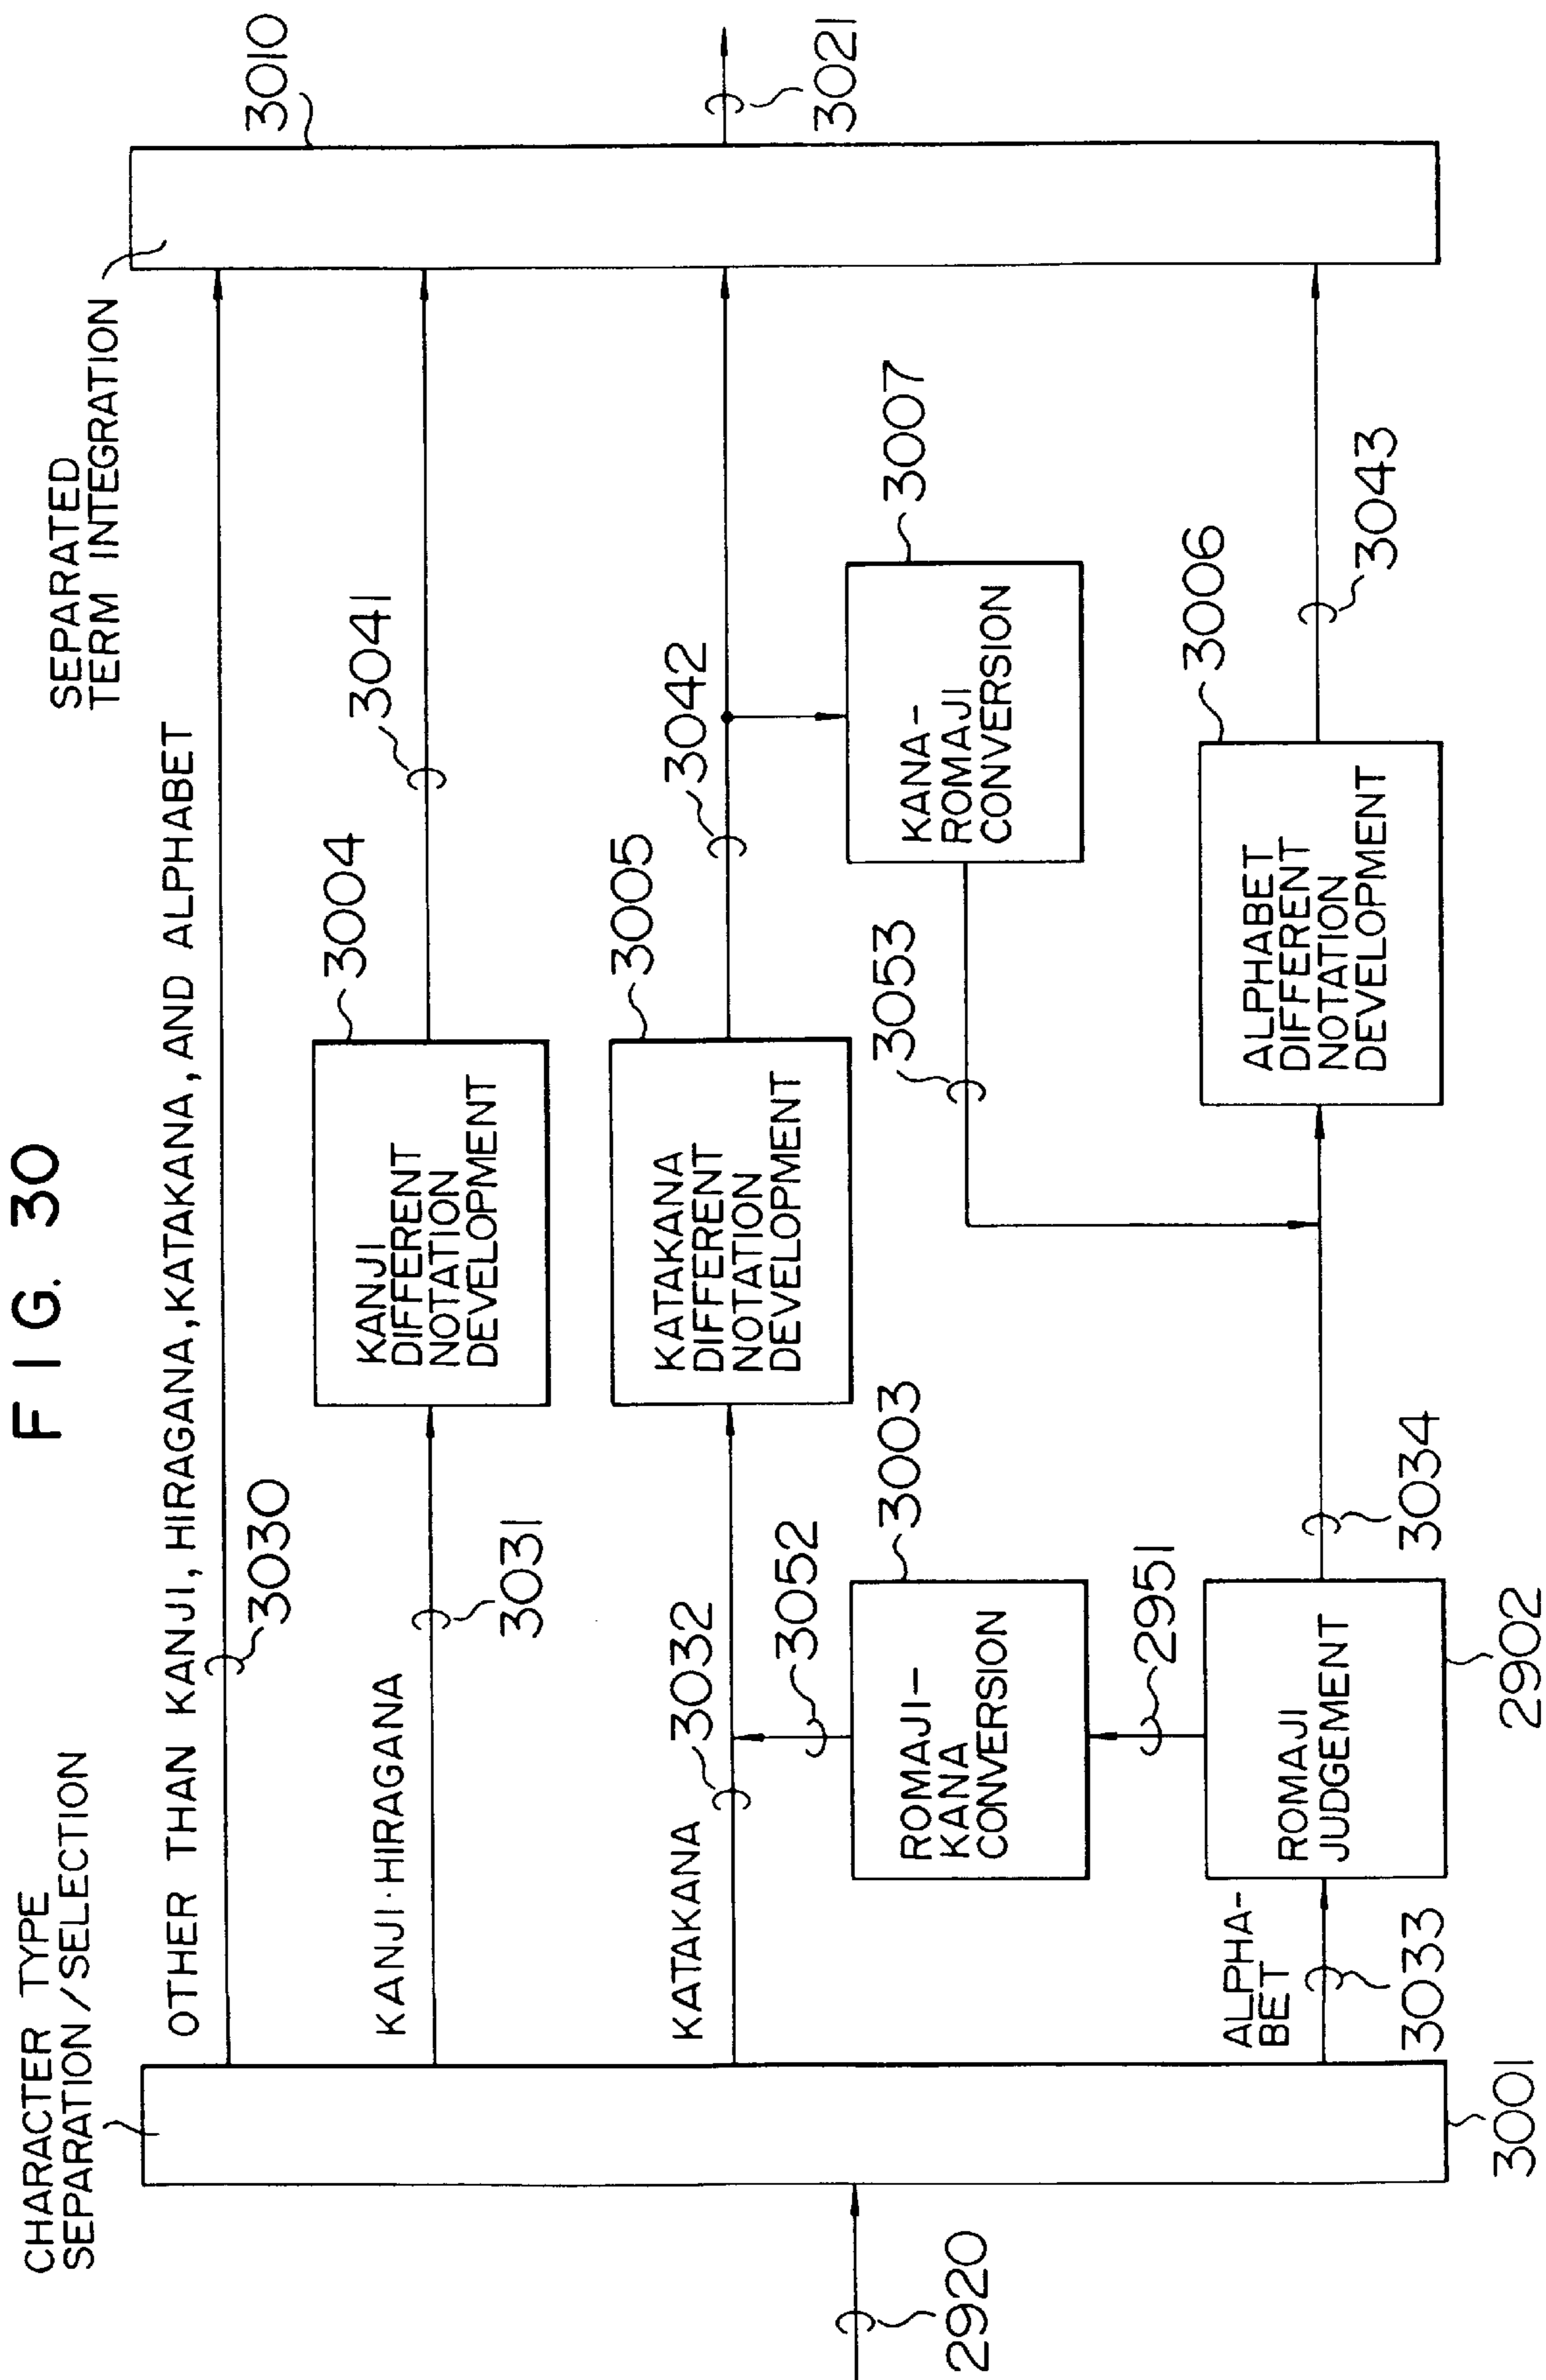 FIG. 30
CHARACTER TYPE
SEPARATION/SELECTION
SEPARATED
TERM INTEGRATION
3010
OTHER THAN KANJI, HIRAGANA, KATAKANA, AND ALPHABET
3030
KANJI·HIRAGANA
3031
KANJI
DIFFERENT
NOTATION
DEVELOPMENT
3004
3041
KATAKANA
3032
KATAKANA
DIFFERENT
NOTATION
DEVELOPMENT
3005
3042
3021
2920
3052
ROMAJI-
KANA
CONVERSION
3003
3053
KANA-
ROMAJI
CONVERSION
3007
2951
ALPHA-
BET
3033
ROMAJI
JUDGEMENT
2902
3034
ALPHABET
DIFFERENT
NOTATION
DEVELOPMENT
3006
3043
3001